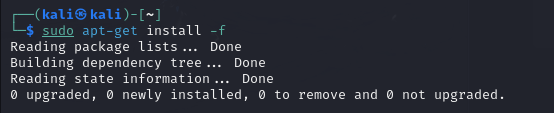 ┌──(kali㉿kali)-[~]
└─$ sudo apt-get install -f
Reading package lists... Done
Building dependency tree... Done
Reading state information... Done
0 upgraded, 0 newly installed, 0 to remove and 0 not upgraded.